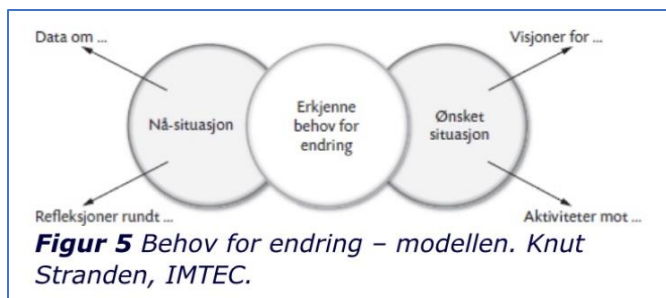 Data om ...
Visjoner for ...
Nå-situasjon
Erkjenne
behov for
endring
Ønsket
situasjon
Refleksjoner rundt ...
Aktiviteter mot ...
Figur 5 Behov for endring – modellen. Knut
Stranden, IMTEC.